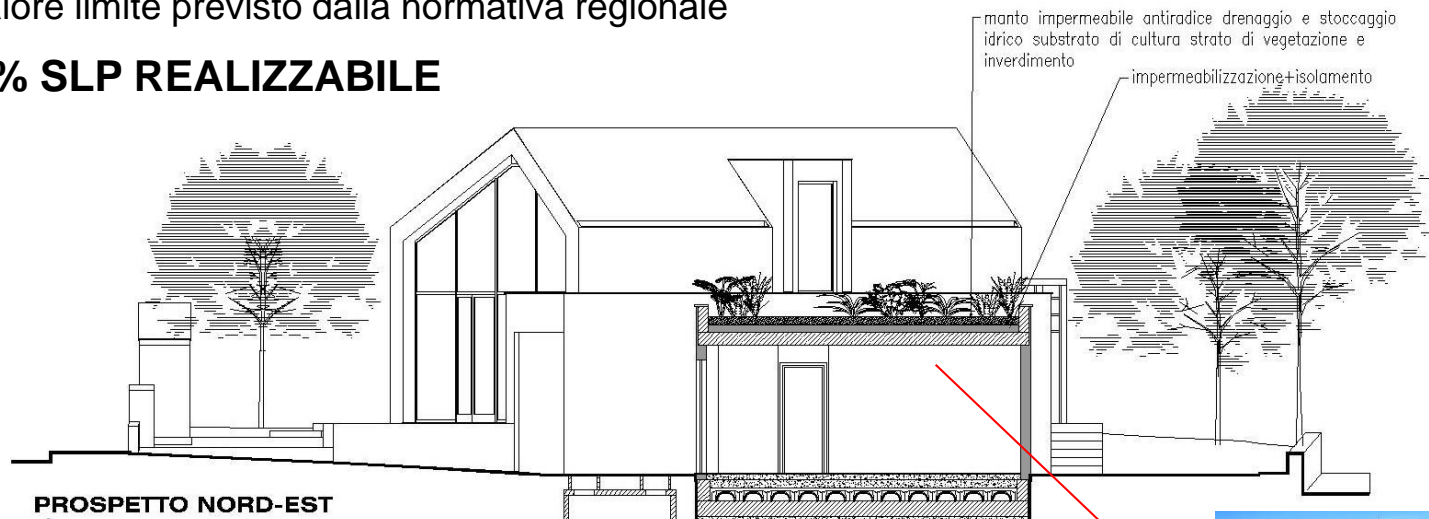 alore limite previsto dalla normativa regionale
% SLP REALIZZABILE
manto impermeabile antiradice drenaggio e stoccaggio
idrico substrato di cultura strato di vegetazione e
inverdimento
impermeabilizzazione+isolamento
PROSPETTO NORD-EST